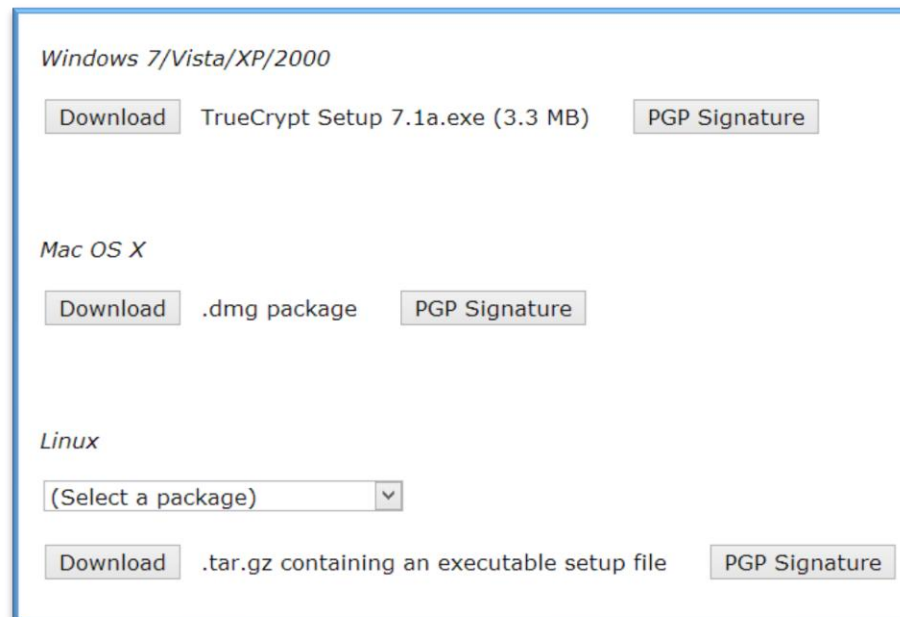 Windows 7/Vista/XP/2000
Download TrueCrypt Setup 7.1a.exe (3.3 MB) PGP Signature
Mac OS X
Download .dmg package PGP Signature
Linux
(Select a package)
Download .tar.gz containing an executable setup file PGP Signature